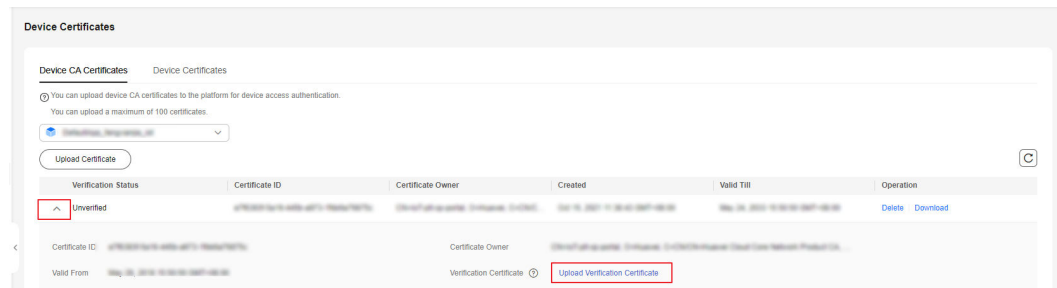 Device Certificates
Device CA Certificates Device Certificates
You can upload device CA certificates to the platform for device access authentication.
You can upload a maximum of 100 certificates.
Upload Certificate
Verification Status Certificate ID Certificate Owner Created Valid Till Operation
Unverified Delete Download
Certificate ID: Certificate Owner
Valid From Verification Certificate Upload Verification Certificate